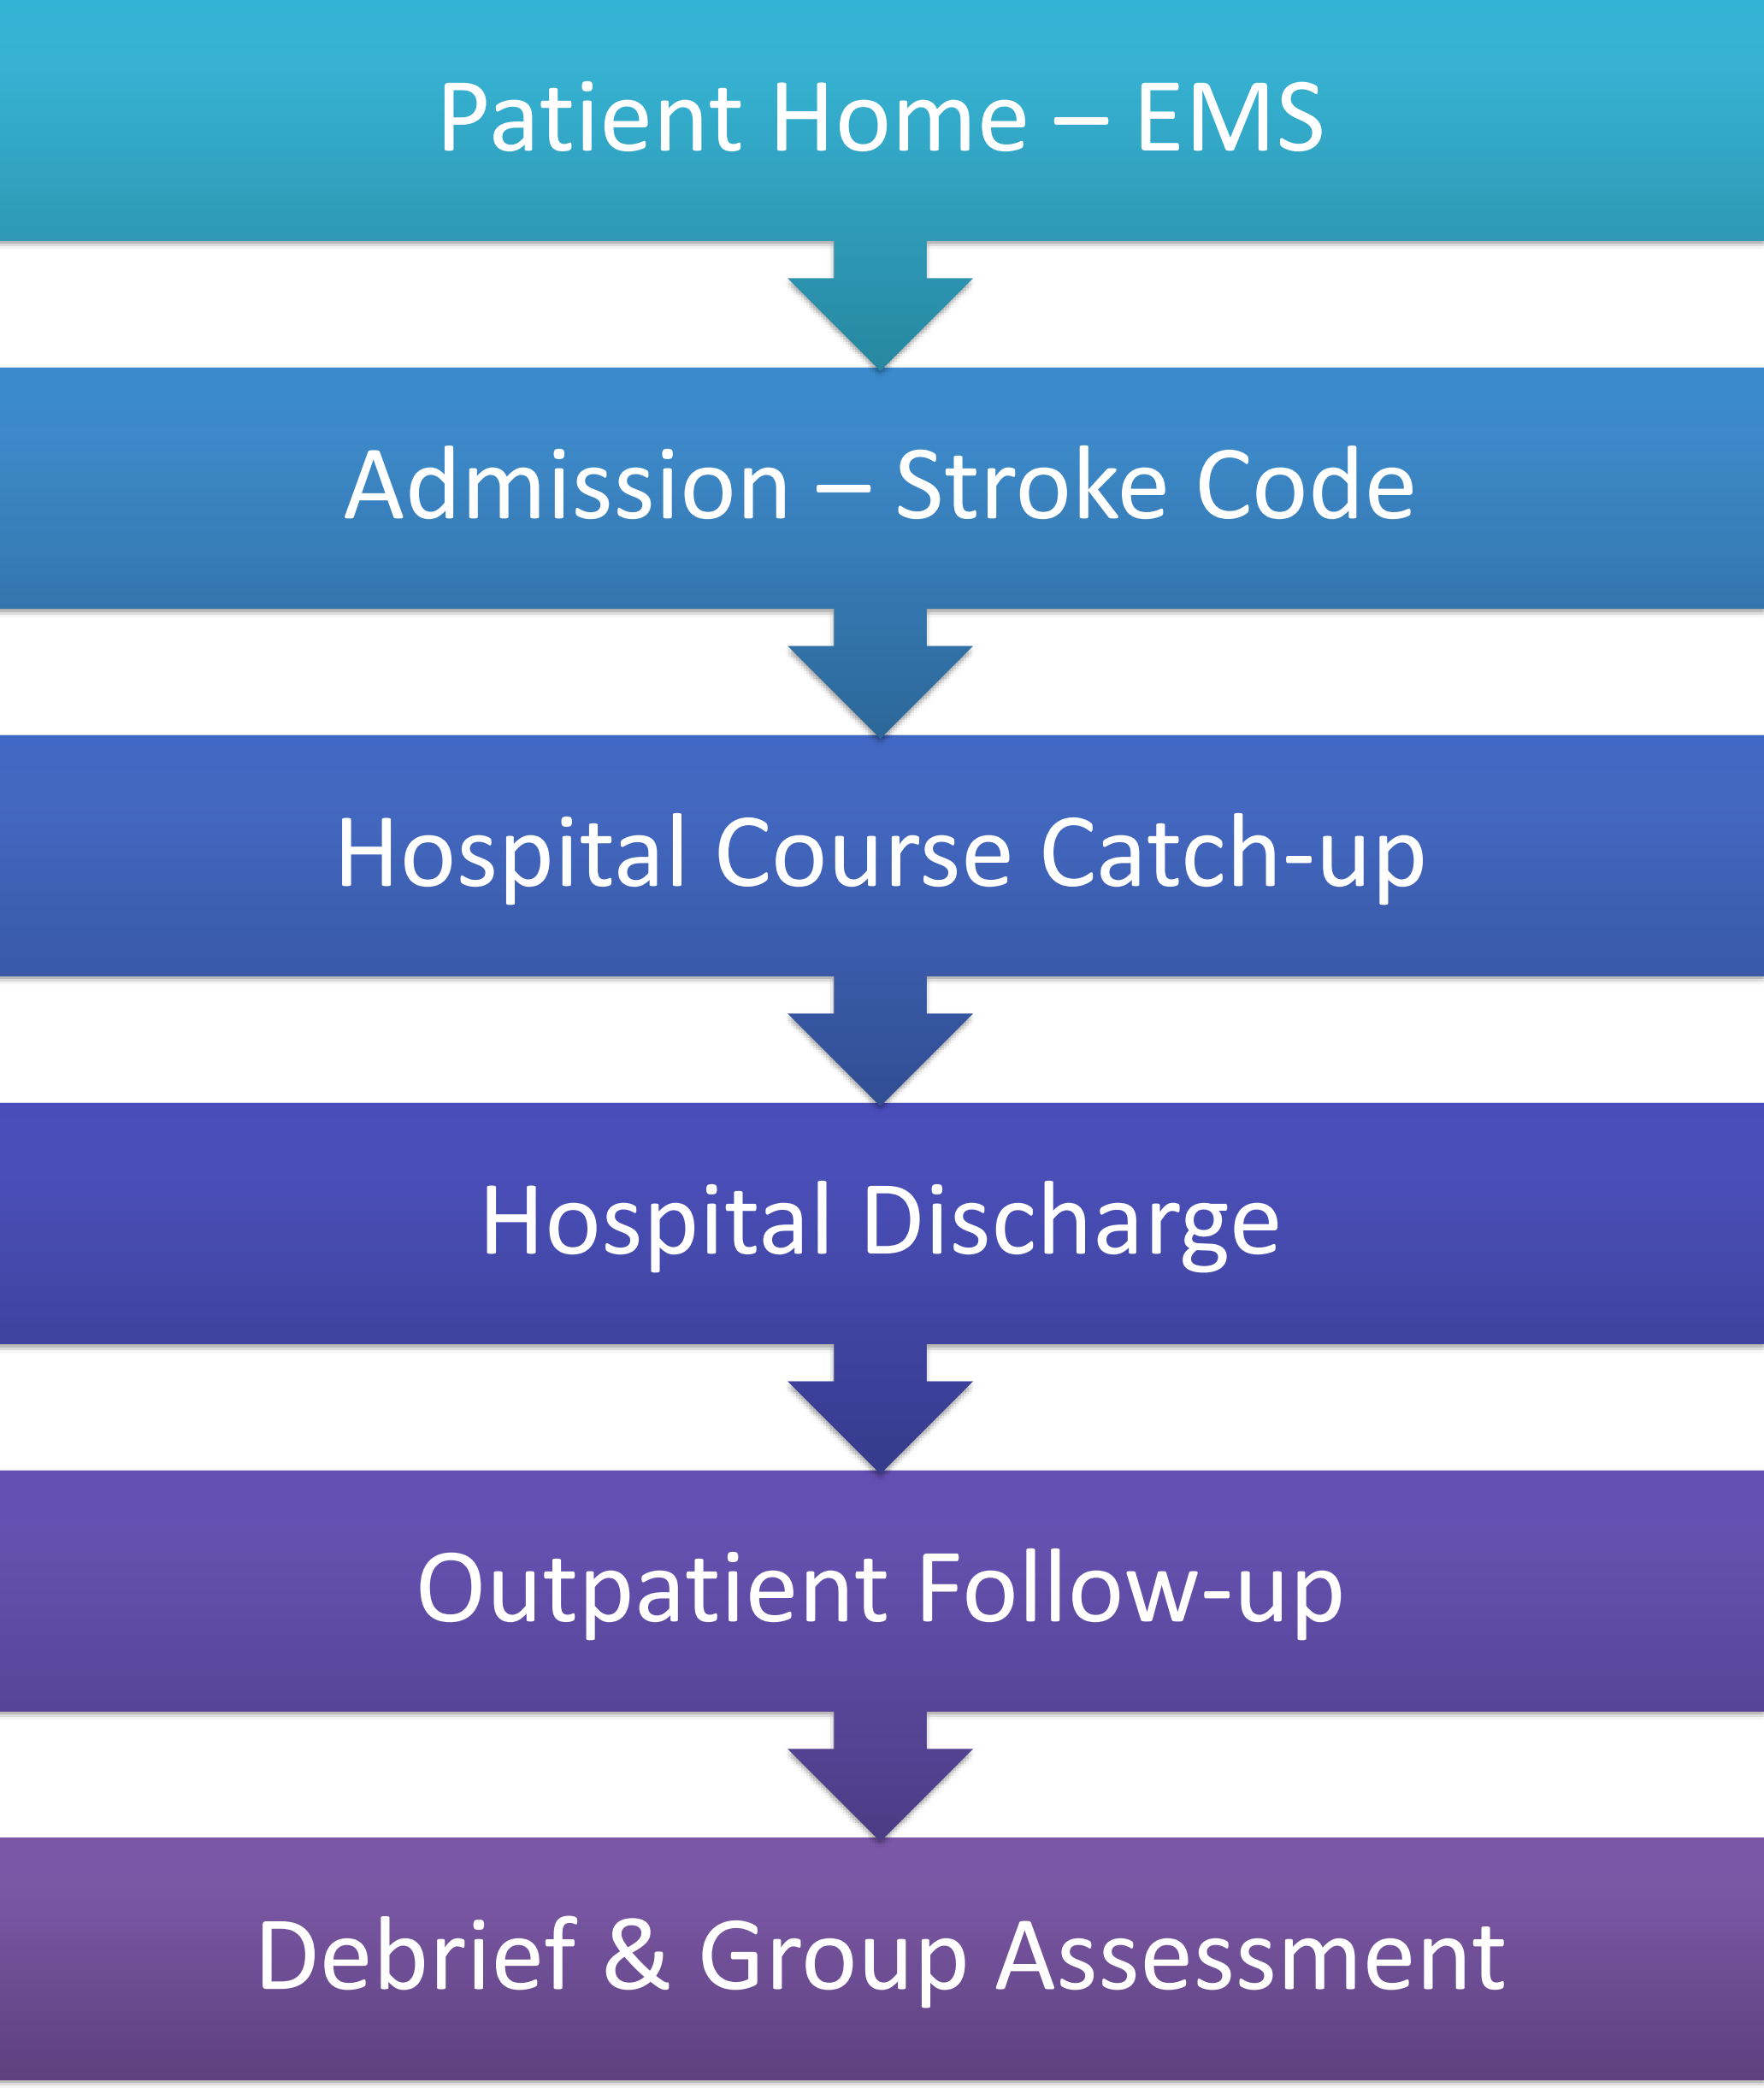 Patient Home – EMS
Admission – Stroke Code
Hospital Course Catch-up
Hospital Discharge
Outpatient Follow-up
Debrief & Group Assessment